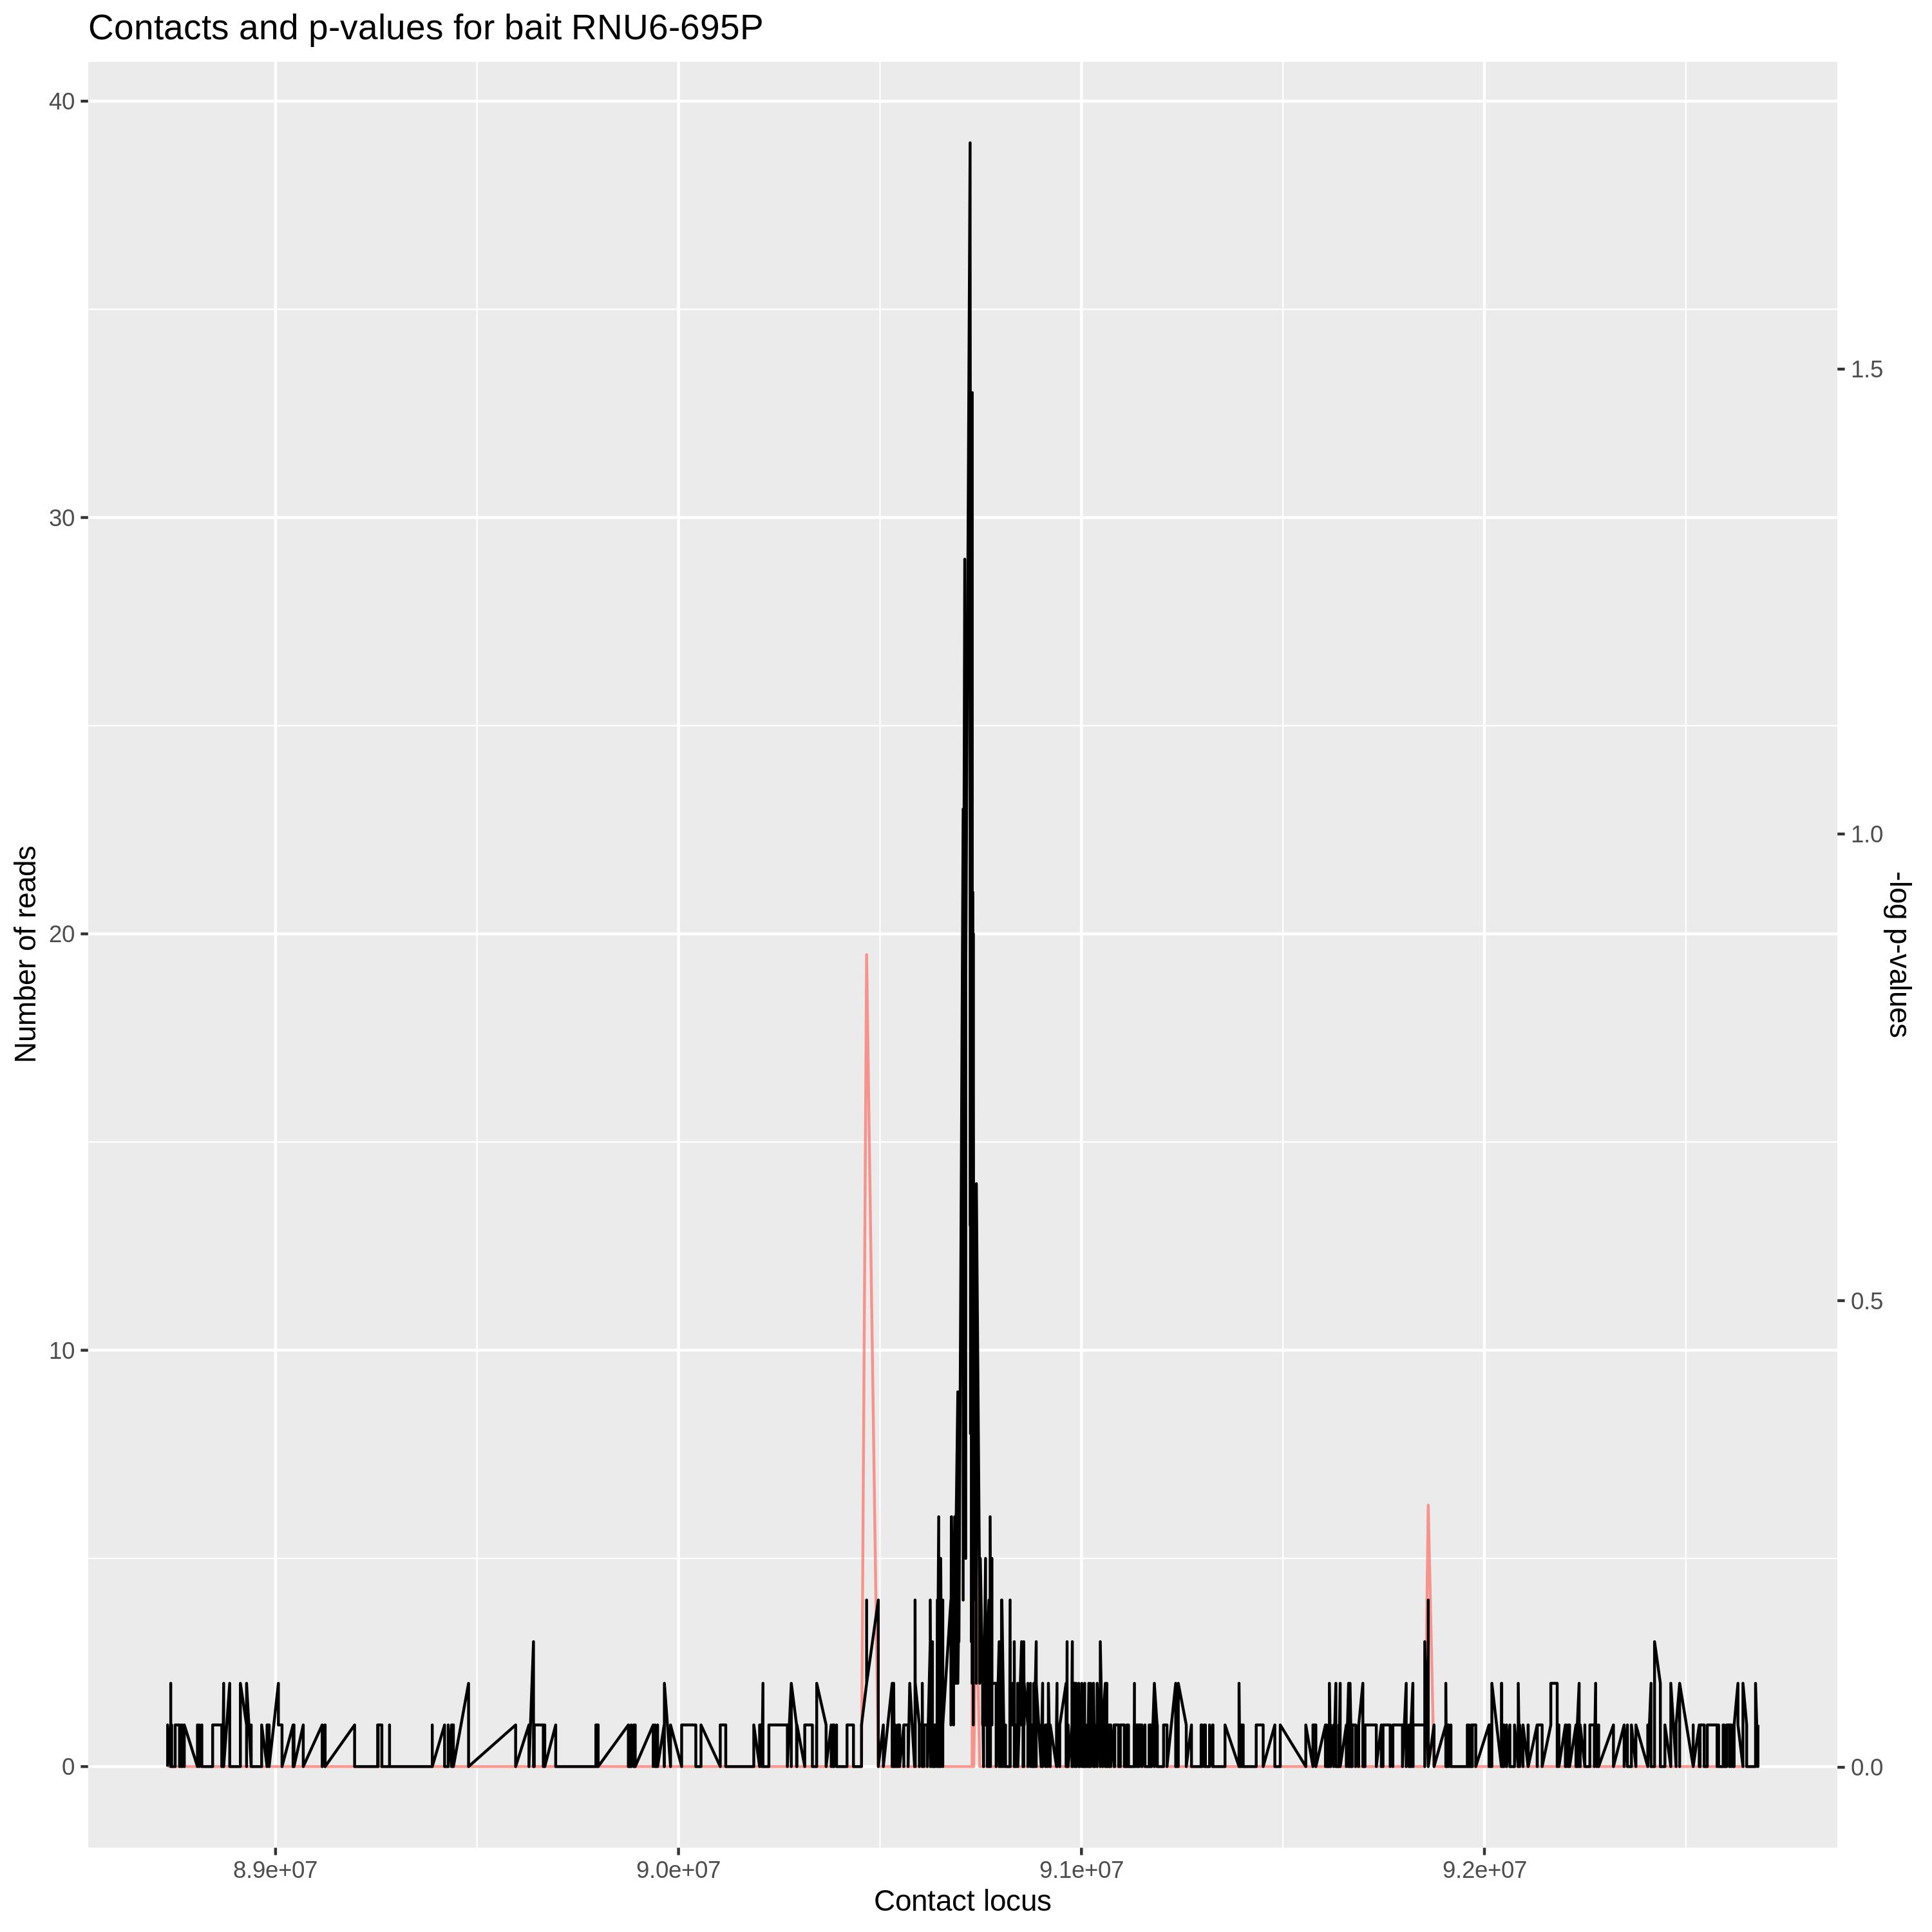 Contacts and p-values for bait RNU6-695P
40
30
20
10
0
Number of reads
1.5
1.0
0.5
0.0
-log p-values
8.9e+07
9.0e+07
9.1e+07
9.2e+07
Contact locus